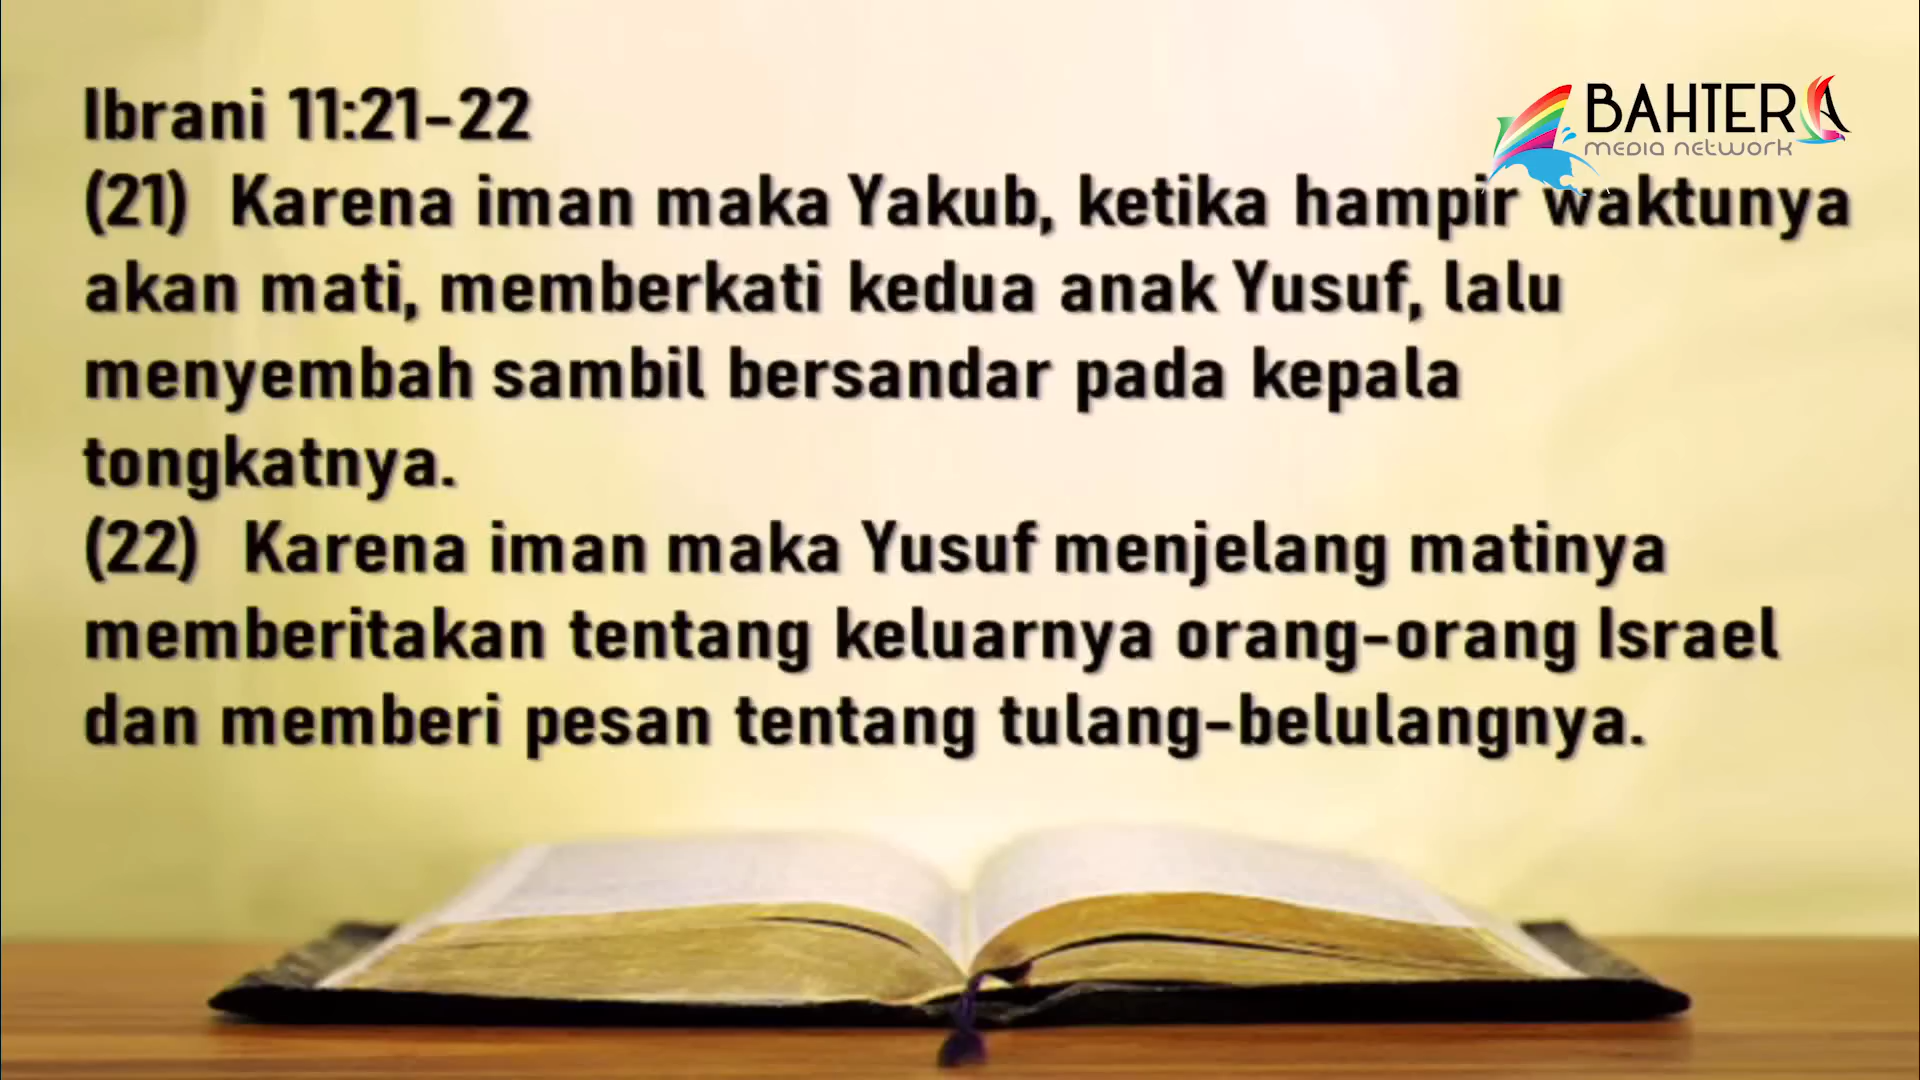 Ibrani 11:21-22
BAHTERA
MEDIA NETWORK
(21) Karena iman maka Yakub, ketika hampir waktunya
akan mati, memberkati kedua anak Yusuf, lalu
menyembah sambil bersandar pada kepala
tongkatnya.
(22) Karena iman maka Yusuf menjelang matinya
memberitakan tentang keluarnya orang-orang Israel
dan memberi pesan tentang tulang-belulangnya.